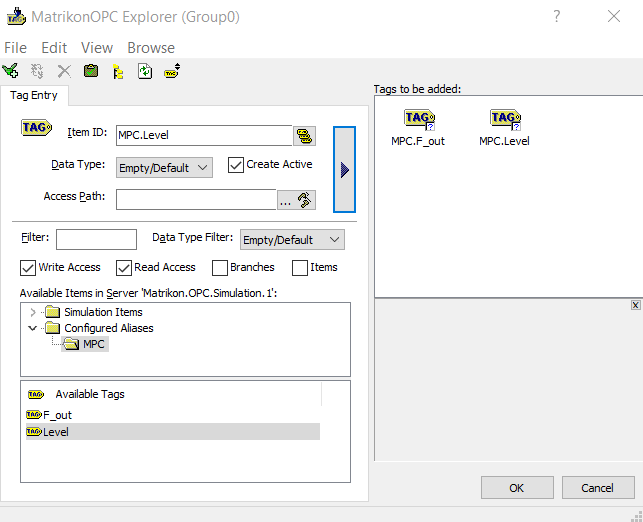 MatrikonOPC Explorer (Group0)
File Edit View Browse
Tag Entry
Tags to be added:
TAG Item ID: MPC.Level
Data Type: Empty/Default Create Active
Access Path: ...
Filter: Data Type Filter: Empty/Default
Write Access Read Access Branches Items
Available Items in Server 'Matrikon.OPC.Simulation.1':
Simulation Items
Configured Aliases
MPC
TAG Available Tags
TAG F_out
TAG Level
TAG ? TAG ?
MPC.F_out MPC.Level
OK Cancel